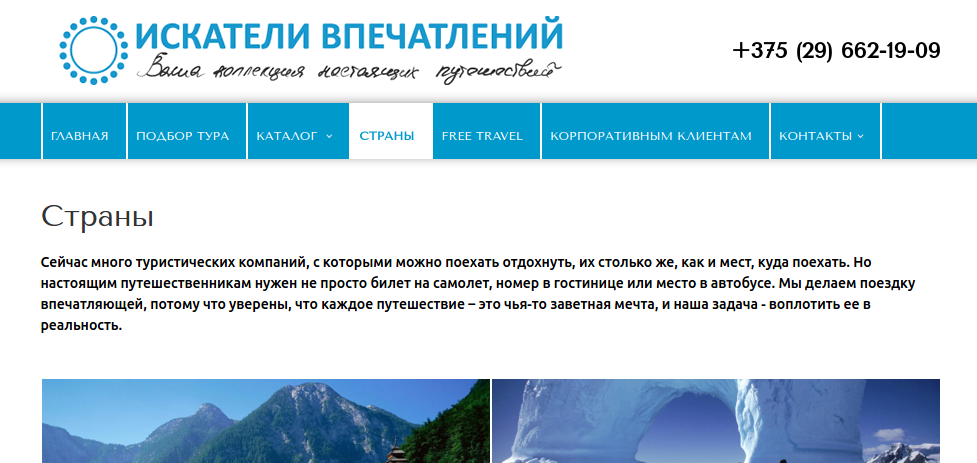 ИСКАТЕЛИ ВПЕЧАТЛЕНИЙ
Ваша коллекция настоящих путешествий
+375 (29) 662-19-09
ГЛАВНАЯ ПОДБОР ТУРА КАТАЛОГ СТРАНЫ FREE TRAVEL КОРПОРАТИВНЫМ КЛИЕНТАМ КОНТАКТЫ
Страны
Сейчас много туристических компаний, с которыми можно поехать отдохнуть, их столько же, как и мест, куда поехать. Но
настоящим путешественникам нужен не просто билет на самолет, номер в гостинице или место в автобусе. Мы делаем поездку
впечатляющей, потому что уверены, что каждое путешествие – это чья-то заветная мечта, и наша задача - воплотить ее в
реальность.